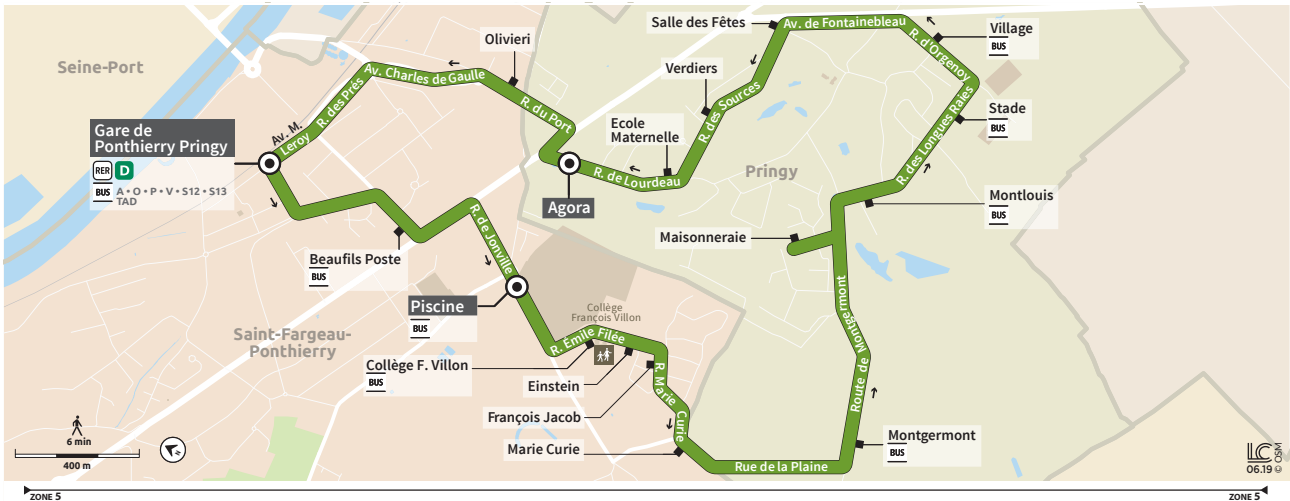 Seine-Port
Olivieri
Salle des Fêtes
Av. de Fontainebleau
Village
BUS
R. d'Orgenoy
Av. Charles de Gaulle
Verdiers
R. des Prés
R. du Port
R. des Sources
Stade
BUS
Gare de
Ponthierry Pringy
RER D
BUS A • O • P • V • S12 • S13
TAD
Av. M.
Leroy
Ecole
Maternelle
R. des Longues Raies
R. de Lourdeau
Pringy
Agora
Montlouis
BUS
R. de Jonville
Maisonneraie
Beaufils Poste
BUS
Piscine
BUS
Collège
François Villon
Route de Montgermont
Saint-Fargeau-
Ponthierry
R. Émile Filée
Collège F. Villon
BUS
Einstein
R. Marie Curie
François Jacob
Marie Curie
Montgermont
BUS
Rue de la Plaine
6 min
400 m
LC
06.19 © OSM
ZONE 5
ZONE 5